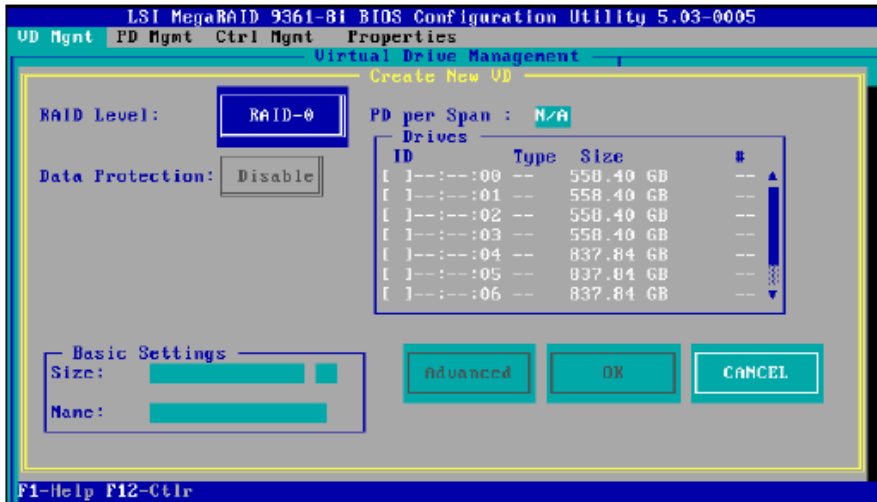 LSI MegaRAID 9361-8i BIOS Configuration Utility 5.03-0005
VD Mgmt PD Mgmt Ctrl Mgmt Properties
Virtual Drive Management
Create New VD
RAID Level: RAID-0 PD per Span : N/A
Drives
ID Type Size #
Data Protection: Disable
[ ]--:--:00 -- 558.40 GB --
[ ]--:--:01 -- 558.40 GB --
[ ]--:--:02 -- 558.40 GB --
[ ]--:--:03 -- 558.40 GB --
[ ]--:--:04 -- 837.84 GB --
[ ]--:--:05 -- 837.84 GB --
[ ]--:--:06 -- 837.84 GB --
Basic Settings
Size:
Name:
Advanced OK CANCEL
F1-Help F12-Ctlr